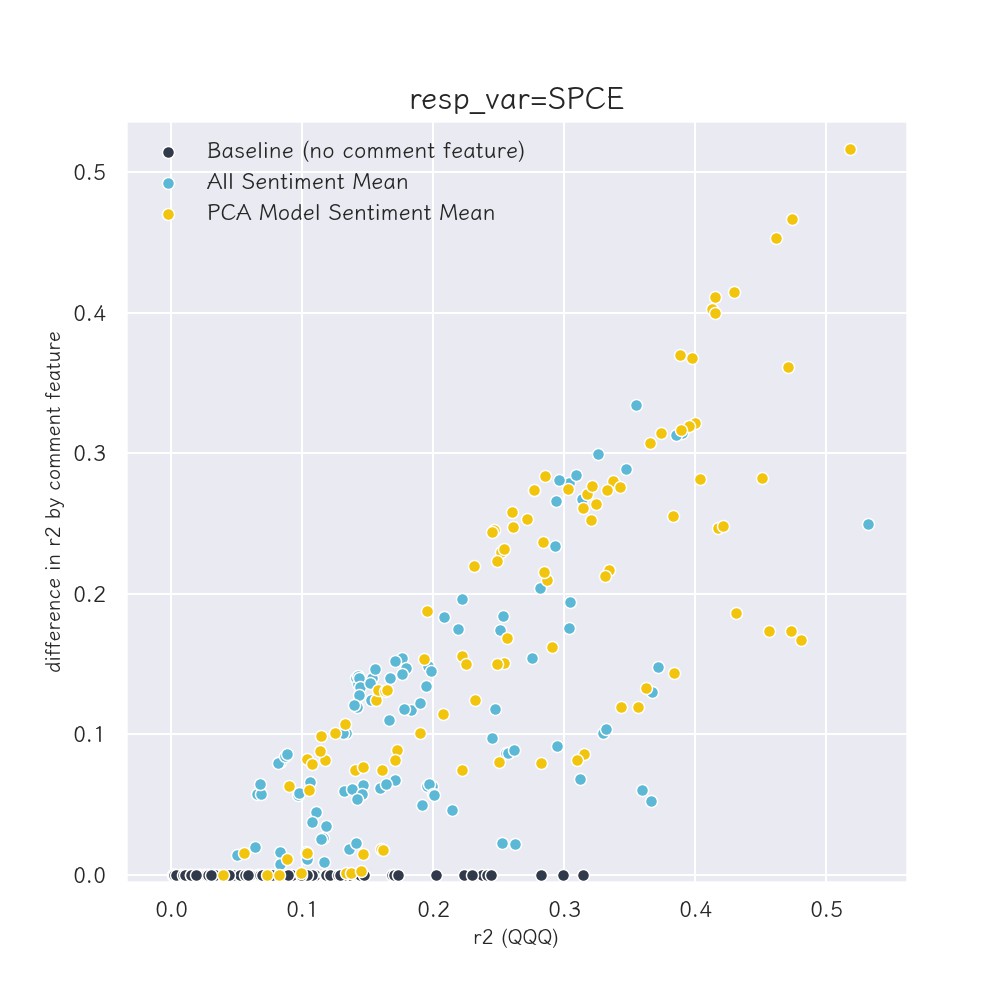 resp_var=SPCE
Baseline (no comment feature)
All Sentiment Mean
PCA Model Sentiment Mean
difference in r2 by comment feature
0.5
0.4
0.3
0.2
0.1
0.0
0.0 0.1 0.2 0.3 0.4 0.5
r2 (QQQ)